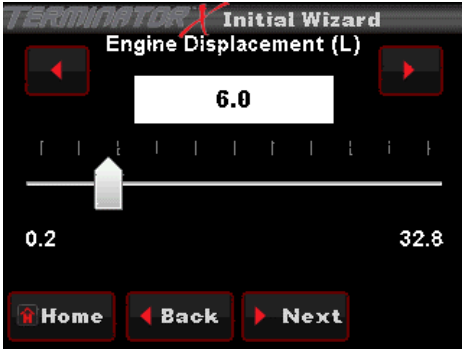 TERMINATOR X Initial Wizard
Engine Displacement (L)
6.0
0.2 32.8
Home Back Next